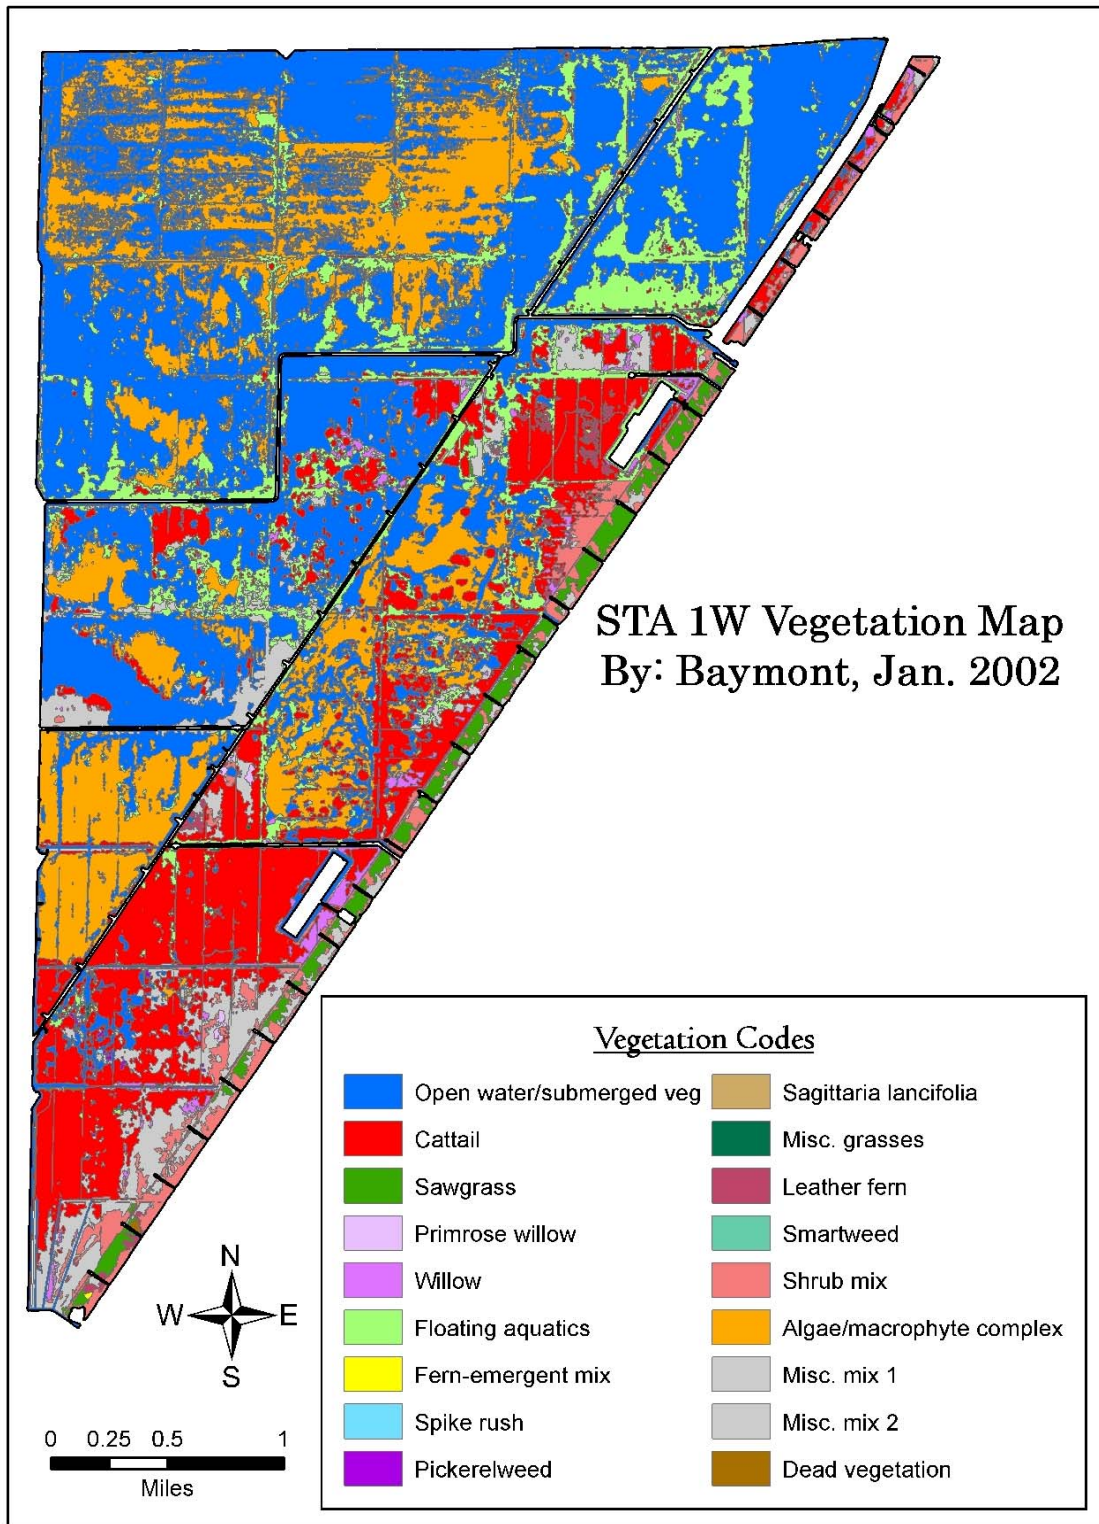 STA 1W Vegetation Map
By: Baymont, Jan. 2002
Vegetation Codes
Open water/submerged veg
Cattail
Sawgrass
Primrose willow
Willow
Floating aquatics
Fern-emergent mix
Spike rush
Pickerelweed
Sagittaria lancifolia
Misc. grasses
Leather fern
Smartweed
Shrub mix
Algae/macrophyte complex
Misc. mix 1
Misc. mix 2
Dead vegetation
N
W E
S
0 0.25 0.5 1
Miles